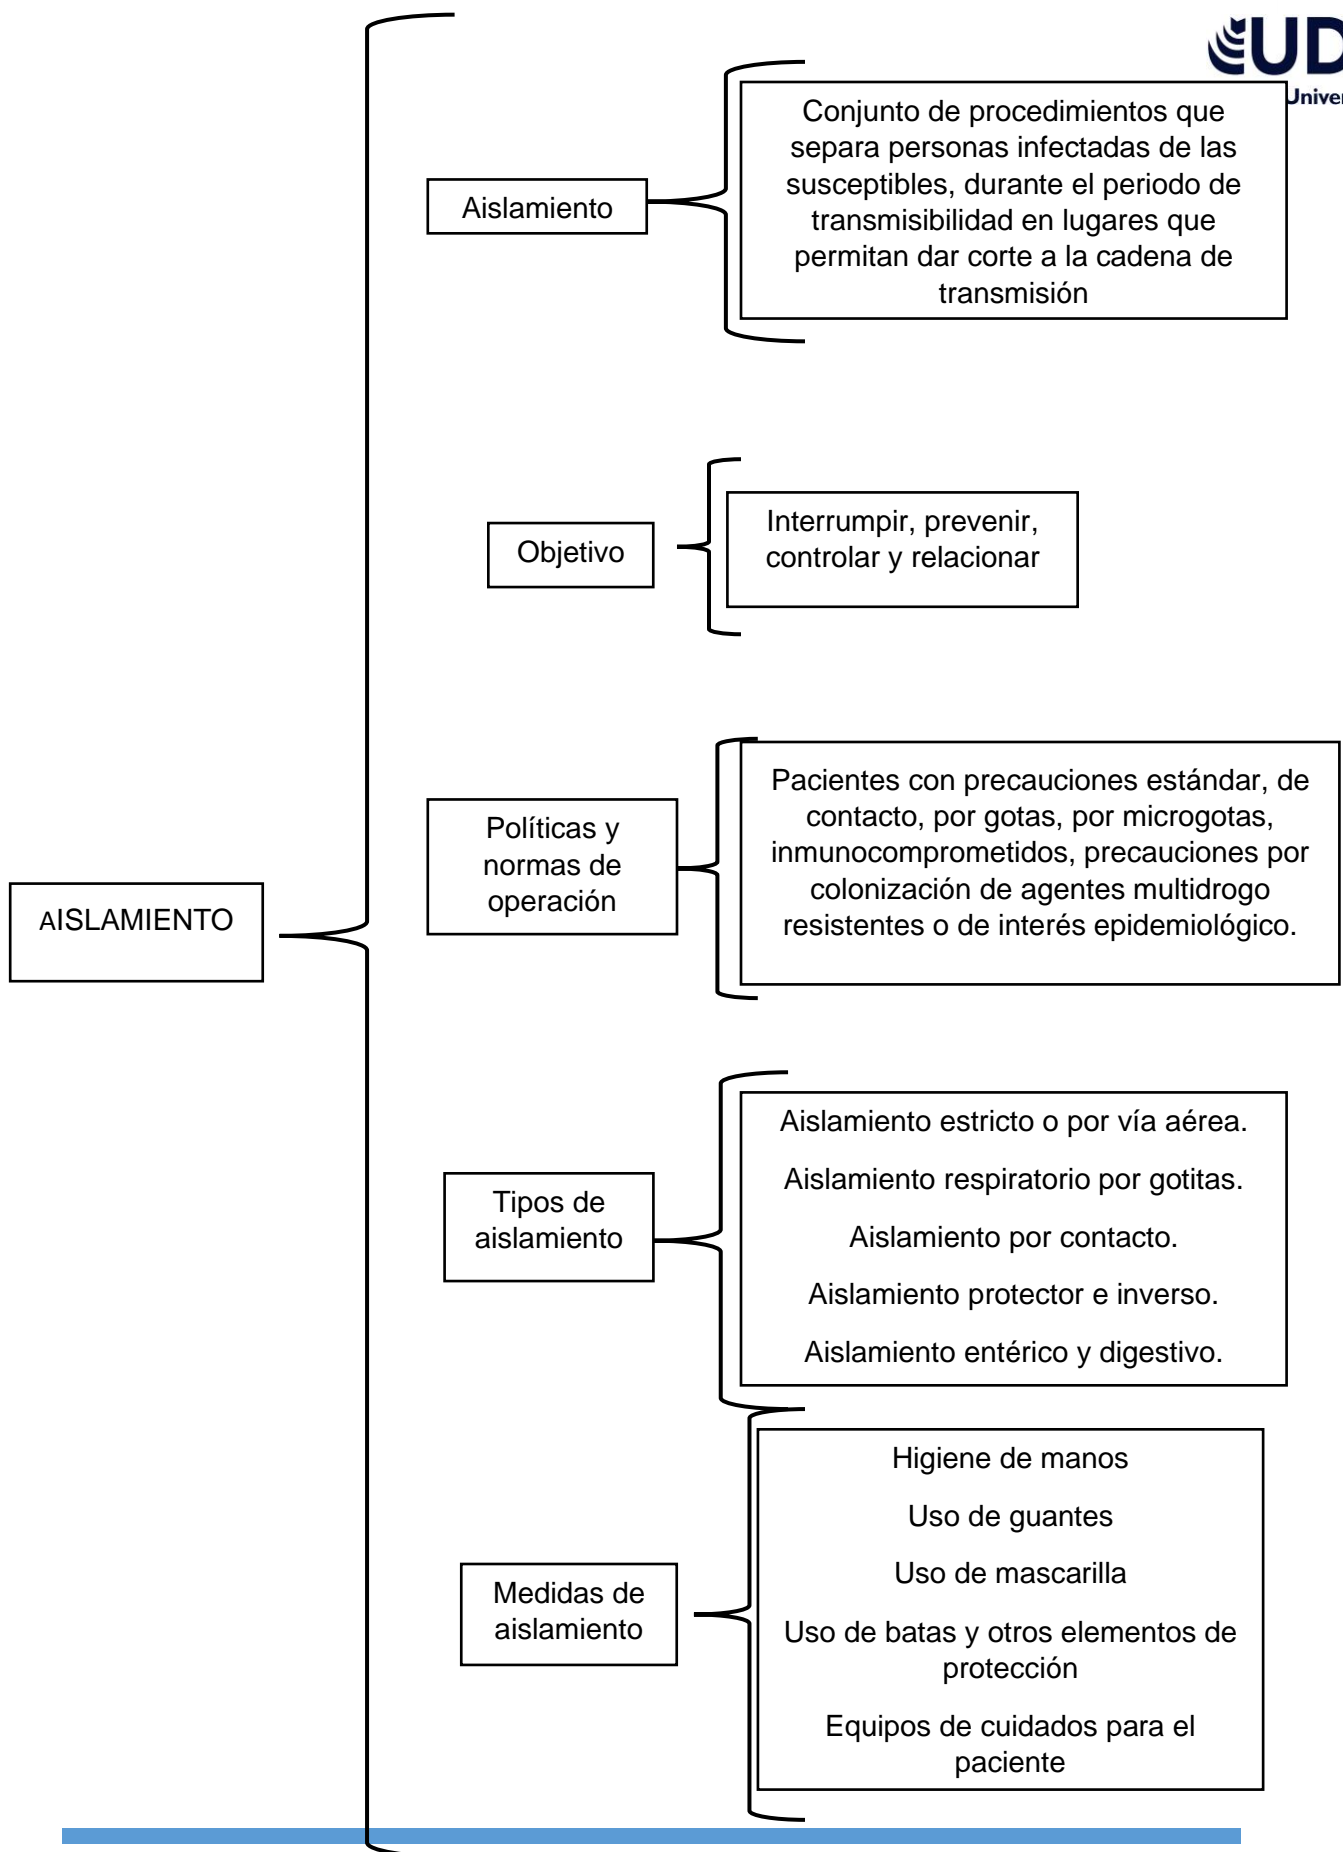 UD
Univer
Conjunto de procedimientos que
separa personas infectadas de las
susceptibles, durante el periodo de
transmisibilidad en lugares que
permitan dar corte a la cadena de
transmisión
Aislamiento
Interrumpir, prevenir,
controlar y relacionar
Objetivo
Pacientes con precauciones estándar, de
contacto, por gotas, por microgotas,
inmunocomprometidos, precauciones por
colonización de agentes multidrogo
resistentes o de interés epidemiológico.
Políticas y
normas de
operación
AISLAMIENTO
Aislamiento estricto o por vía aérea.
Aislamiento respiratorio por gotitas.
Aislamiento por contacto.
Aislamiento protector e inverso.
Aislamiento entérico y digestivo.
Tipos de
aislamiento
Higiene de manos
Uso de guantes
Uso de mascarilla
Uso de batas y otros elementos de
protección
Equipos de cuidados para el
paciente
Medidas de
aislamiento